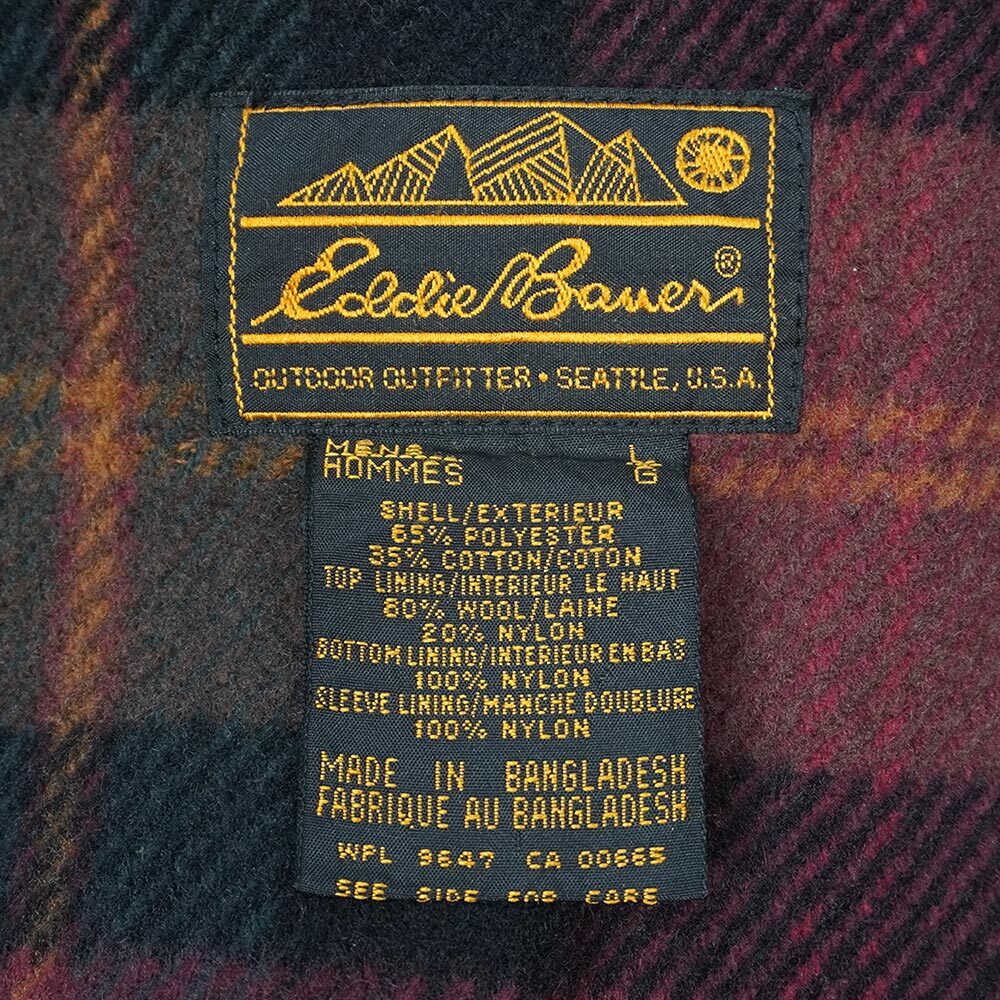 Eddie Bauer®
OUTDOOR OUTFITTER • SEATTLE, U.S.A.
MENS LG
HOMMES
SHELL/EXTERIEUR
65% POLYESTER
35% COTTON/COTON
TOP LINING/INTERIEUR LE HAUT
80% WOOL/LAINE
20% NYLON
BOTTOM LINING/INTERIEUR EN BAS
100% NYLON
SLEEVE LINING/MANCHE DOUBLURE
100% NYLON
MADE IN BANGLADESH
FABRIQUE AU BANGLADESH
WPL 9647 CA 00665
SEE SIDE FOR CARE